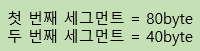 첫 번째 세그먼트 = 80byte
두 번째 세그먼트 = 40byte